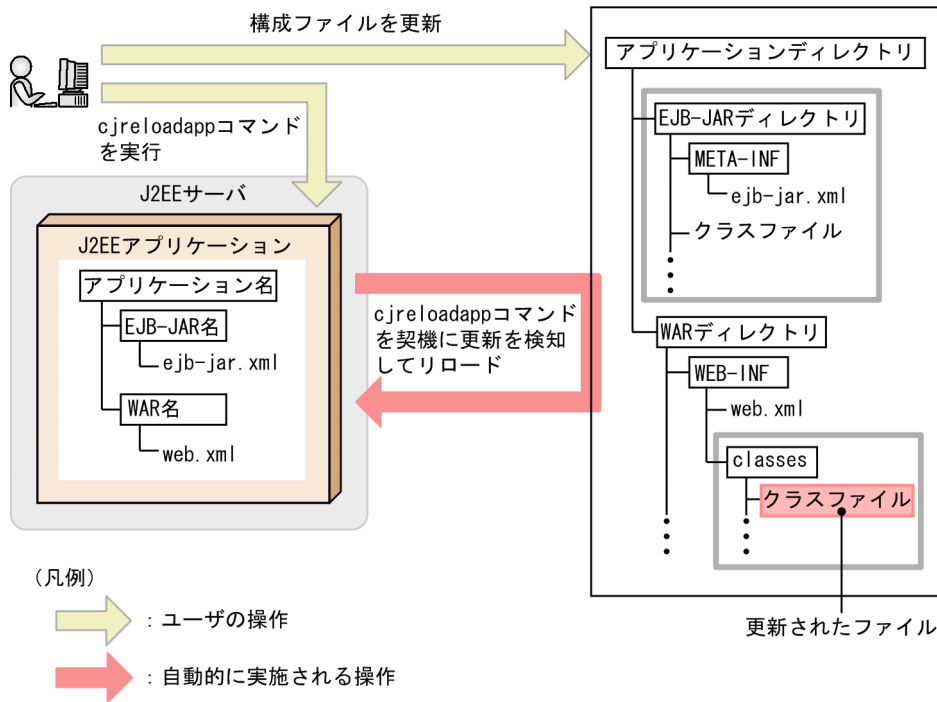 構成ファイルを更新
cjreloadappコマンド
を実行
J2EEサーバ
J2EEアプリケーション
アプリケーション名
EJB-JAR名
ejb-jar.xml
WAR名
web.xml
cjreloadappコマンド
を契機に更新を検知
してリロード
アプリケーションディレクトリ
EJB-JARディレクトリ
META-INF
ejb-jar.xml
クラスファイル
WARディレクトリ
WEB-INF
web.xml
classes
クラスファイル
更新されたファイル
(凡例)
：ユーザの操作
：自動的に実施される操作